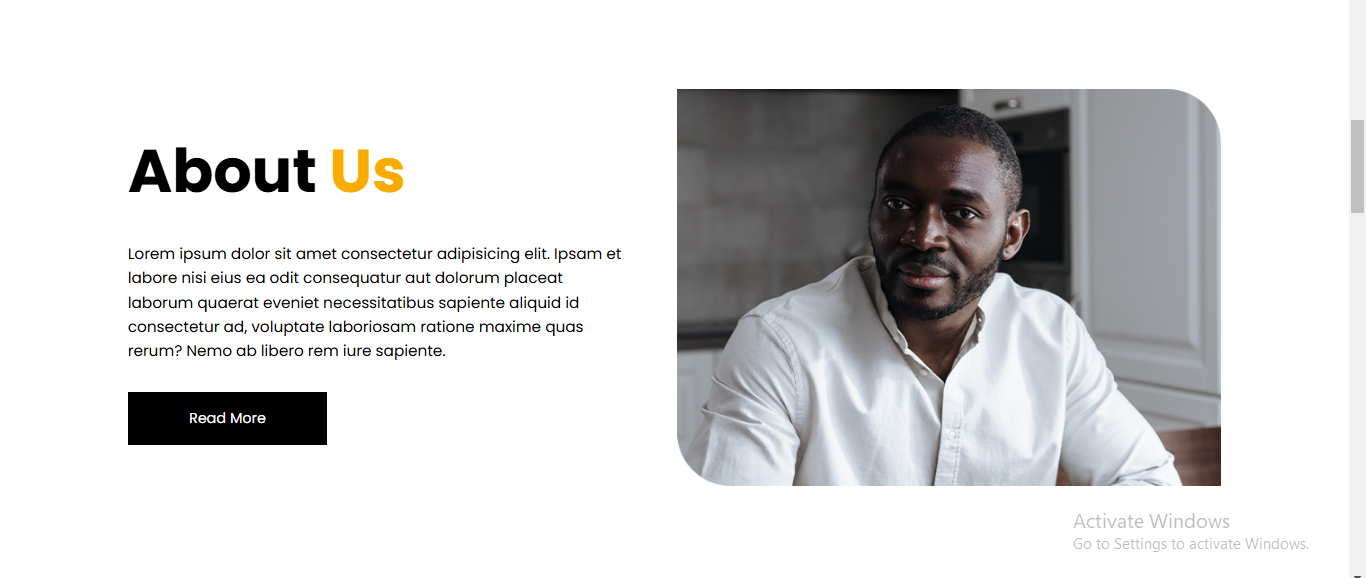 About Us
Lorem ipsum dolor sit amet consectetur adipisicing elit. Ipsam et
labore nisi eius ea odit consequatur aut dolorum placeat
laborum quaerat eveniet necessitatibus sapiente aliquid id
consectetur ad, voluptate laboriosam ratione maxime quas
rerum? Nemo ab libero rem iure sapiente.
Read More
Activate Windows
Go to Settings to activate Windows.